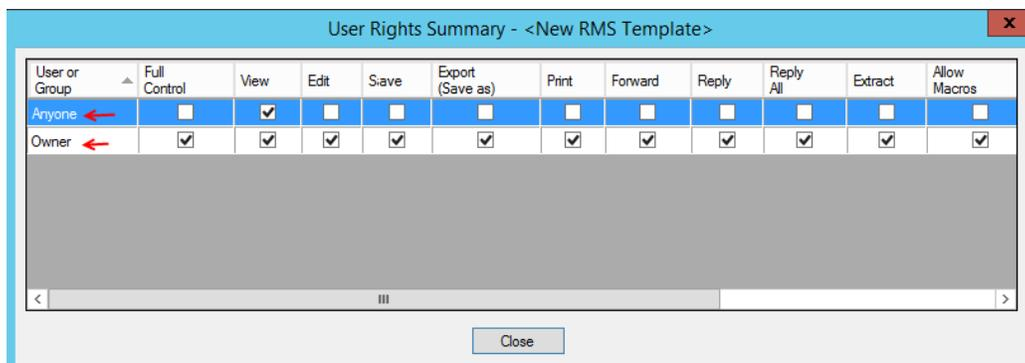 User Rights Summary - <New RMS Template>
x
User or Group Full Control View Edit Save Export (Save as) Print Forward Reply Reply All Extract Allow Macros
Anyone
Owner
Close